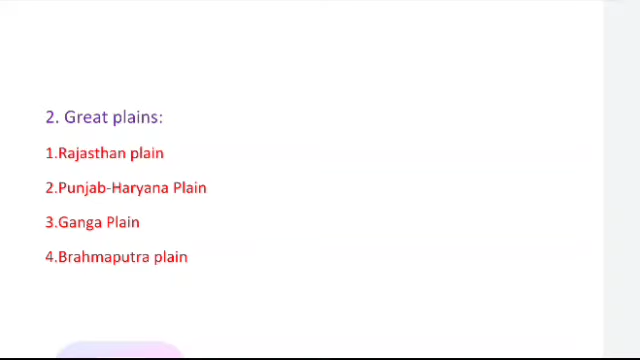 2. Great plains:
1.Rajasthan plain
2.Punjab-Haryana Plain
3.Ganga Plain
4.Brahmaputra plain